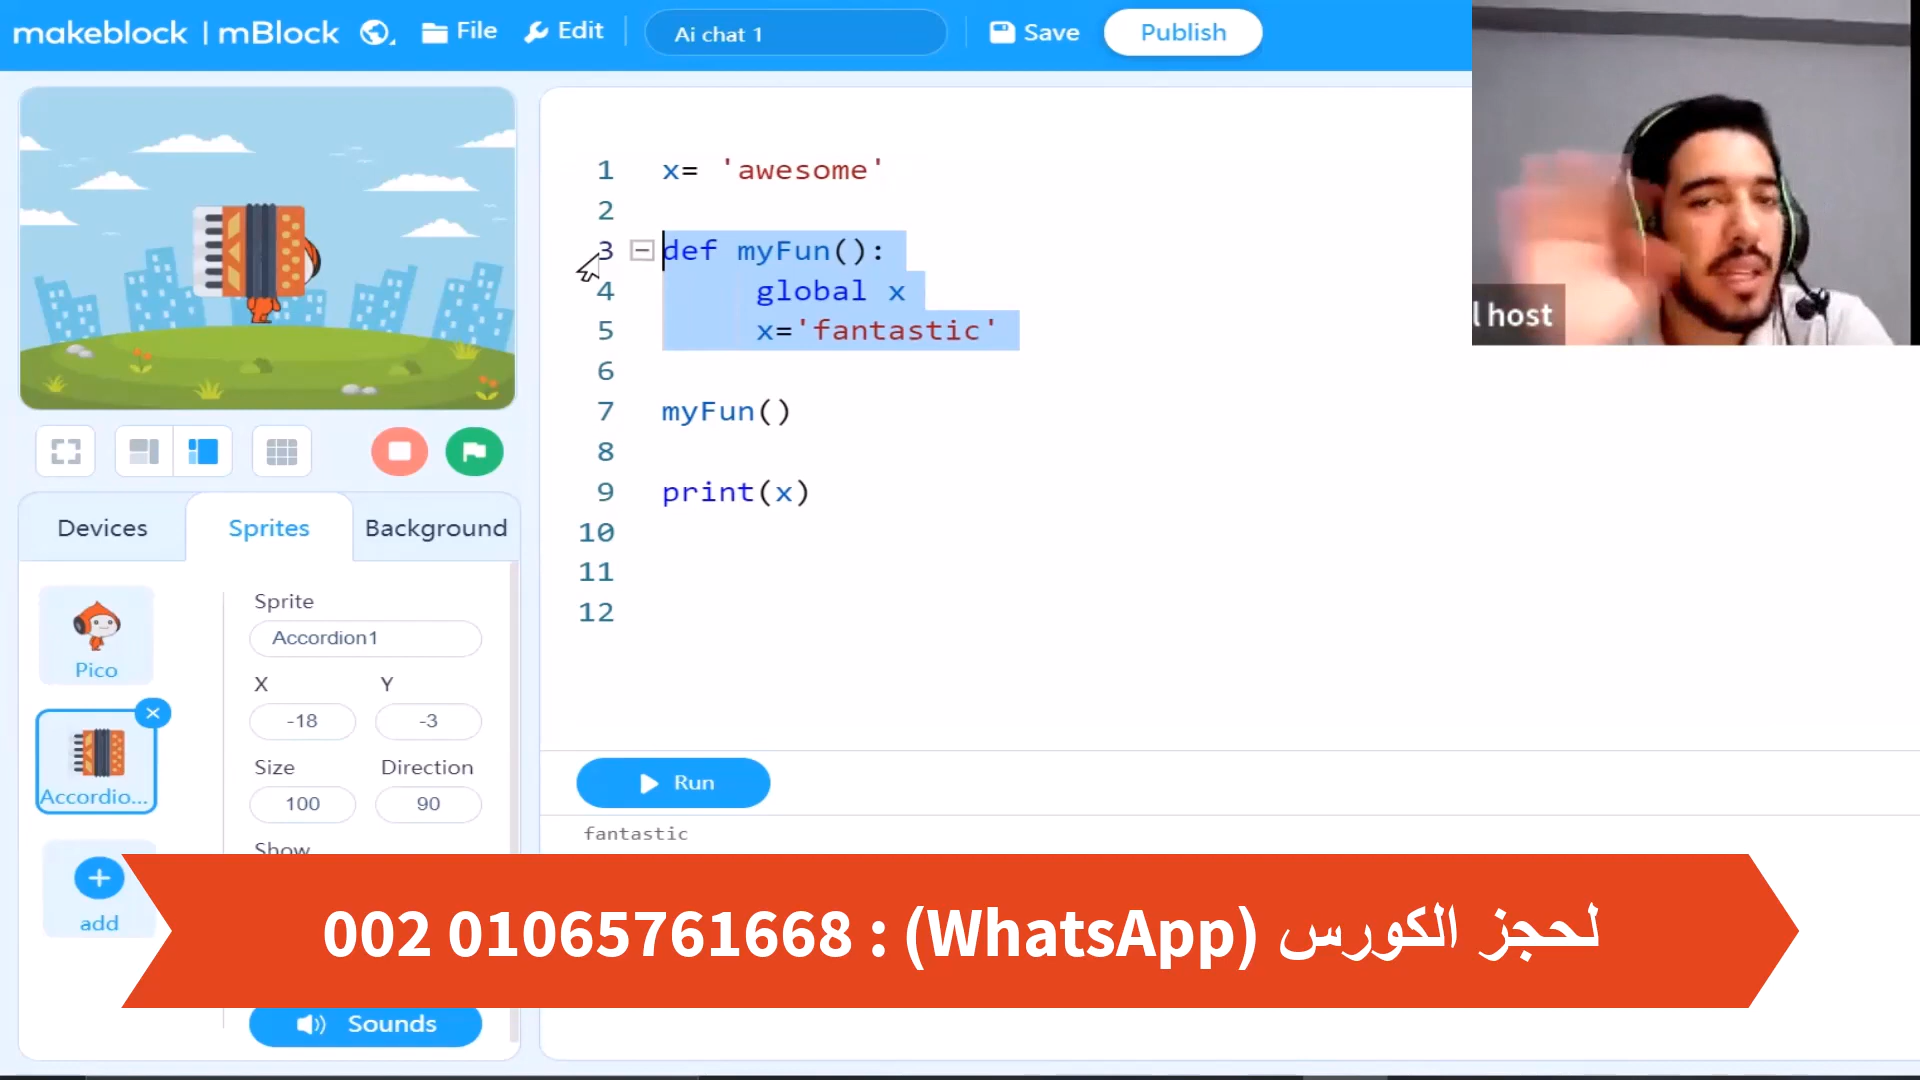 makeblock | mBlock
File
Edit
Ai chat 1
Save
Publish
1 x= 'awesome'
2
3 def myFun():
4 global x
5 x='fantastic'
6
7 myFun()
8
9 print(x)
10
11
12
l host
Devices
Sprites
Background
Pico
Accordio...
add
Sprite
Accordion1
X
Y
-18
-3
Size
Direction
100
90
Show
Sounds
Run
fantastic
لحجز الكورس (WhatsApp) : 002 01065761668